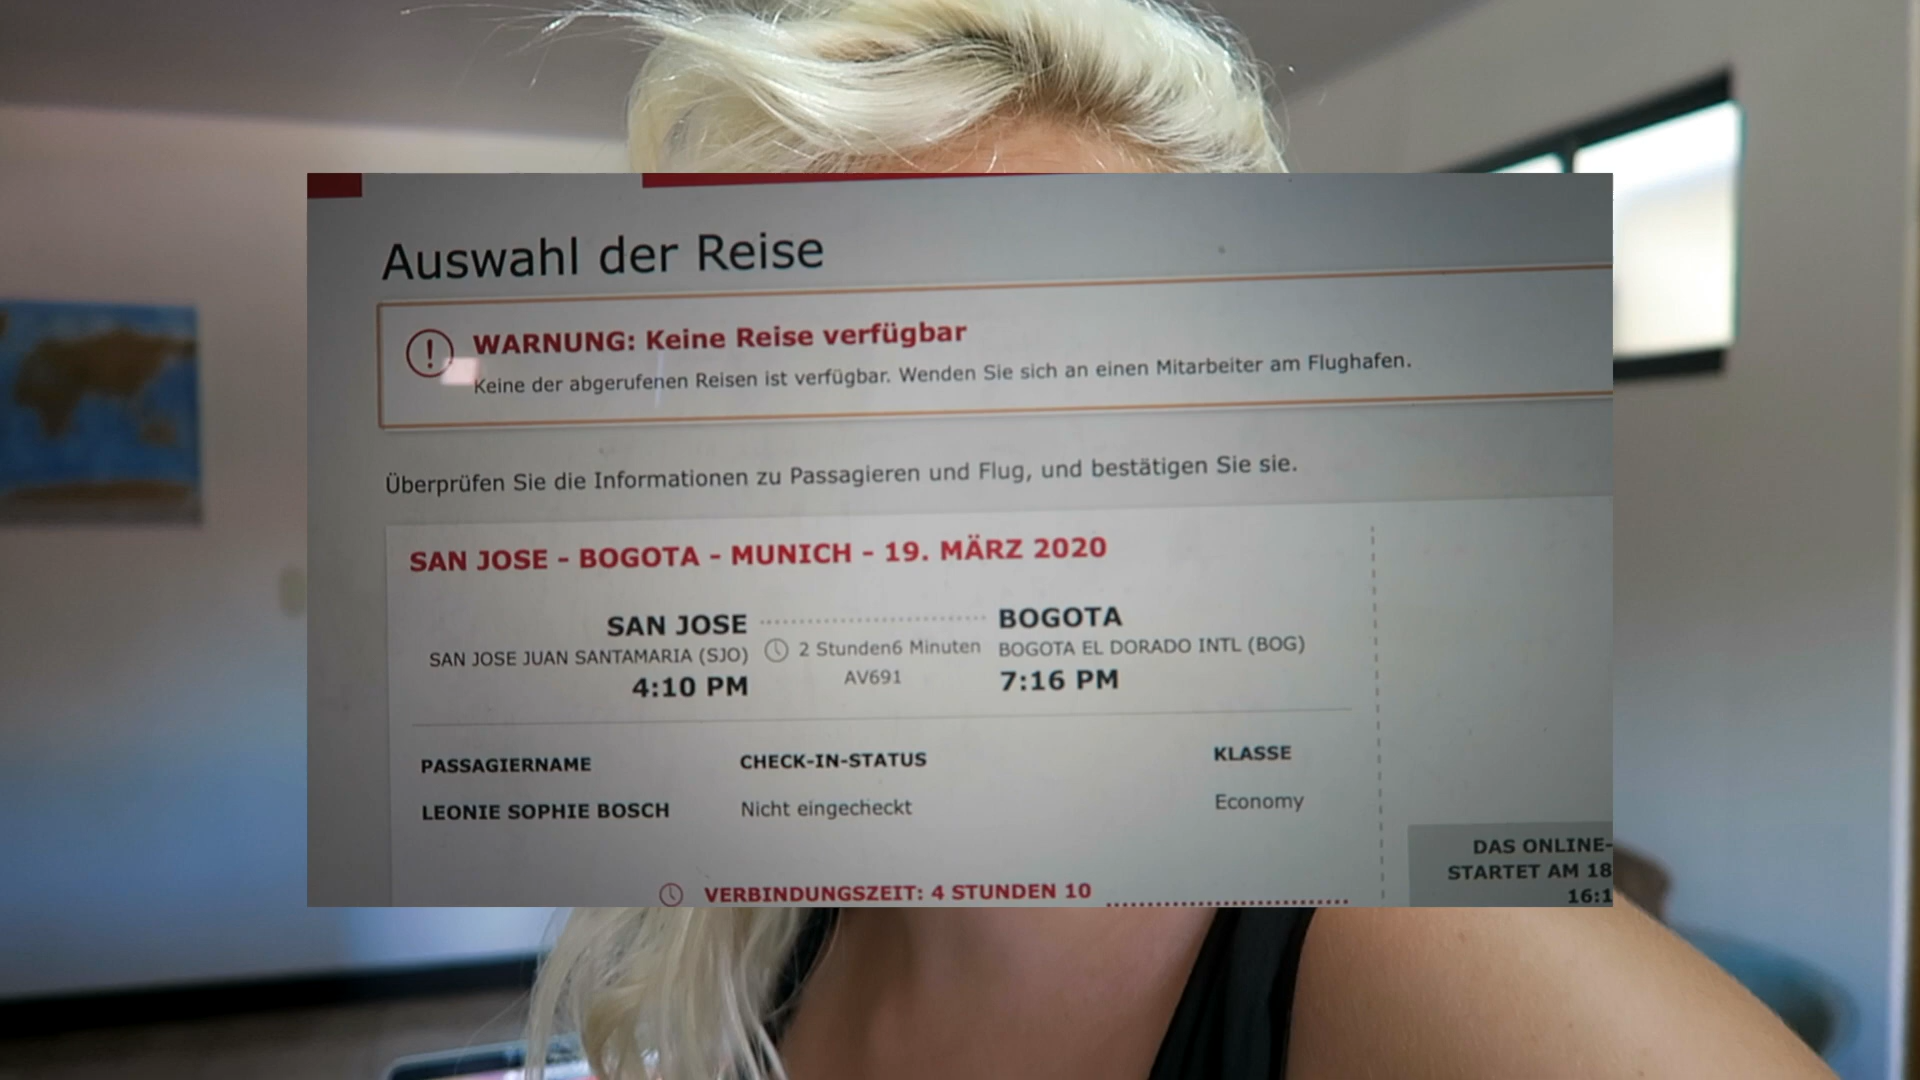 Auswahl der Reise
WARNUNG: Keine Reise verfügbar
Keine der abgerufenen Reisen ist verfügbar. Wenden Sie sich an einen Mitarbeiter am Flughafen.
Überprüfen Sie die Informationen zu Passagieren und Flug, und bestätigen Sie sie.
SAN JOSE - BOGOTA - MUNICH - 19. MÄRZ 2020
SAN JOSE BOGOTA
SAN JOSE JUAN SANTAMARIA (SJO) 2 Stunden6 Minuten BOGOTA EL DORADO INTL (BOG)
4:10 PM AV691 7:16 PM
PASSAGIERNAME CHECK-IN-STATUS KLASSE
LEONIE SOPHIE BOSCH Nicht eingecheckt Economy
DAS ONLINE-
STARTET AM 18
16:1
VERBINDUNGSZEIT: 4 STUNDEN 10